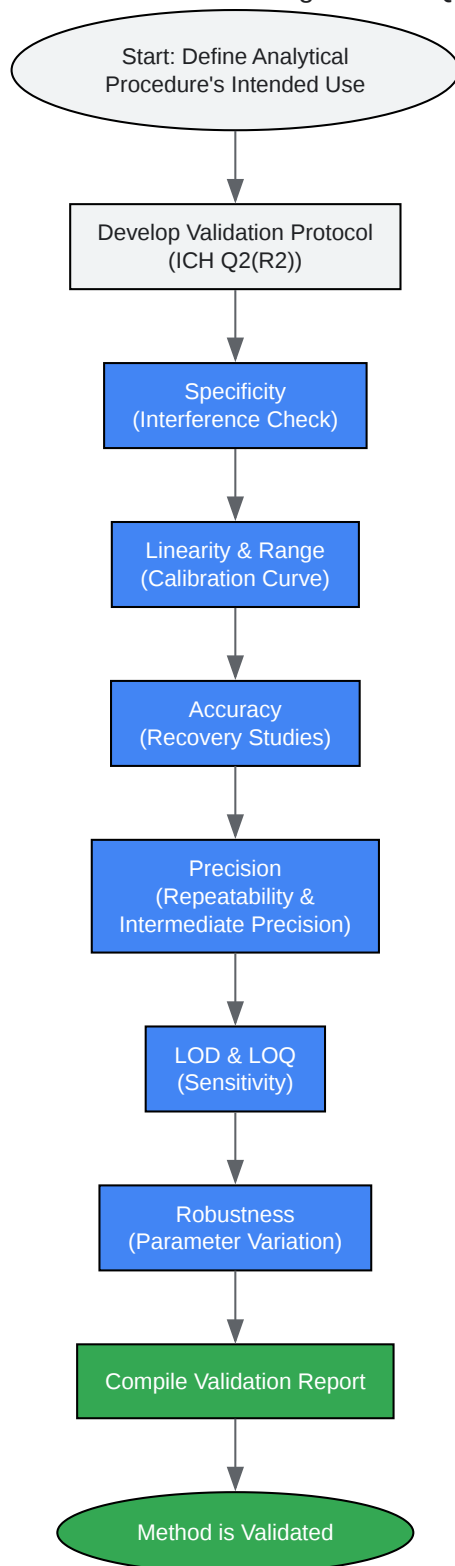 Start: Define Analytical
Procedure's Intended Use
Develop Validation Protocol
(ICH Q2(R2))
Specificity
(Interference Check)
Linearity & Range
(Calibration Curve)
Accuracy
(Recovery Studies)
Precision
(Repeatability &
Intermediate Precision)
LOD & LOQ
(Sensitivity)
Robustness
(Parameter Variation)
Compile Validation Report
Method is Validated